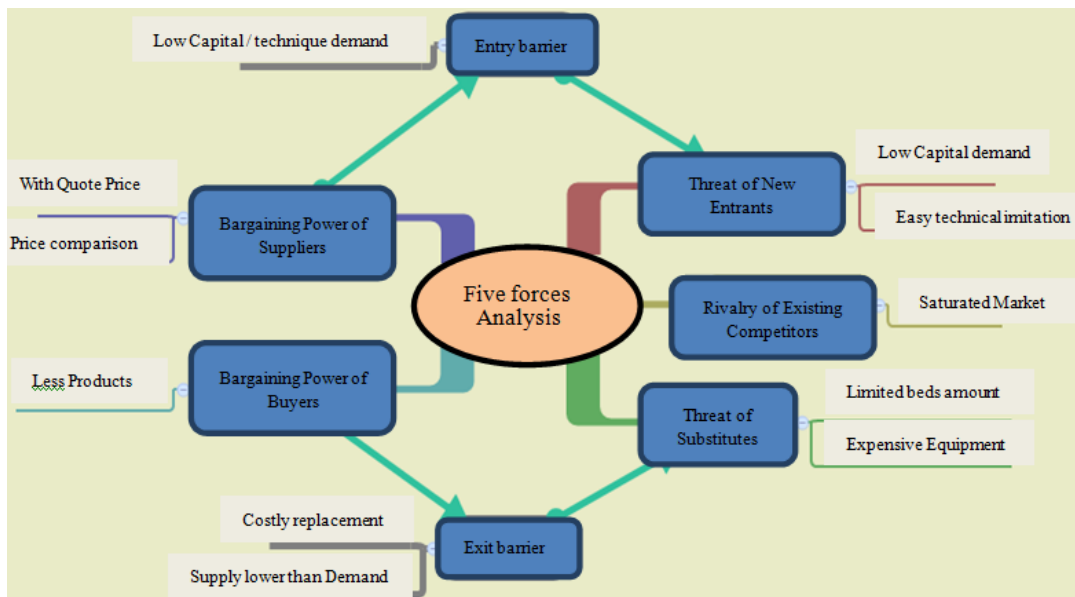 Low Capital / technique demand
Entry barrier
Low Capital demand
With Quote Price
Threat of New
Entrants
Bargaining Power of
Suppliers
Easy technical imitation
Price comparison
Five forces
Analysis
Rivalry of Existing
Competitors
Saturated Market
Less Products
Bargaining Power of
Buyers
Limited beds amount
Threat of
Substitutes
Expensive Equipment
Costly replacement
Exit barrier
Supply lower than Demand